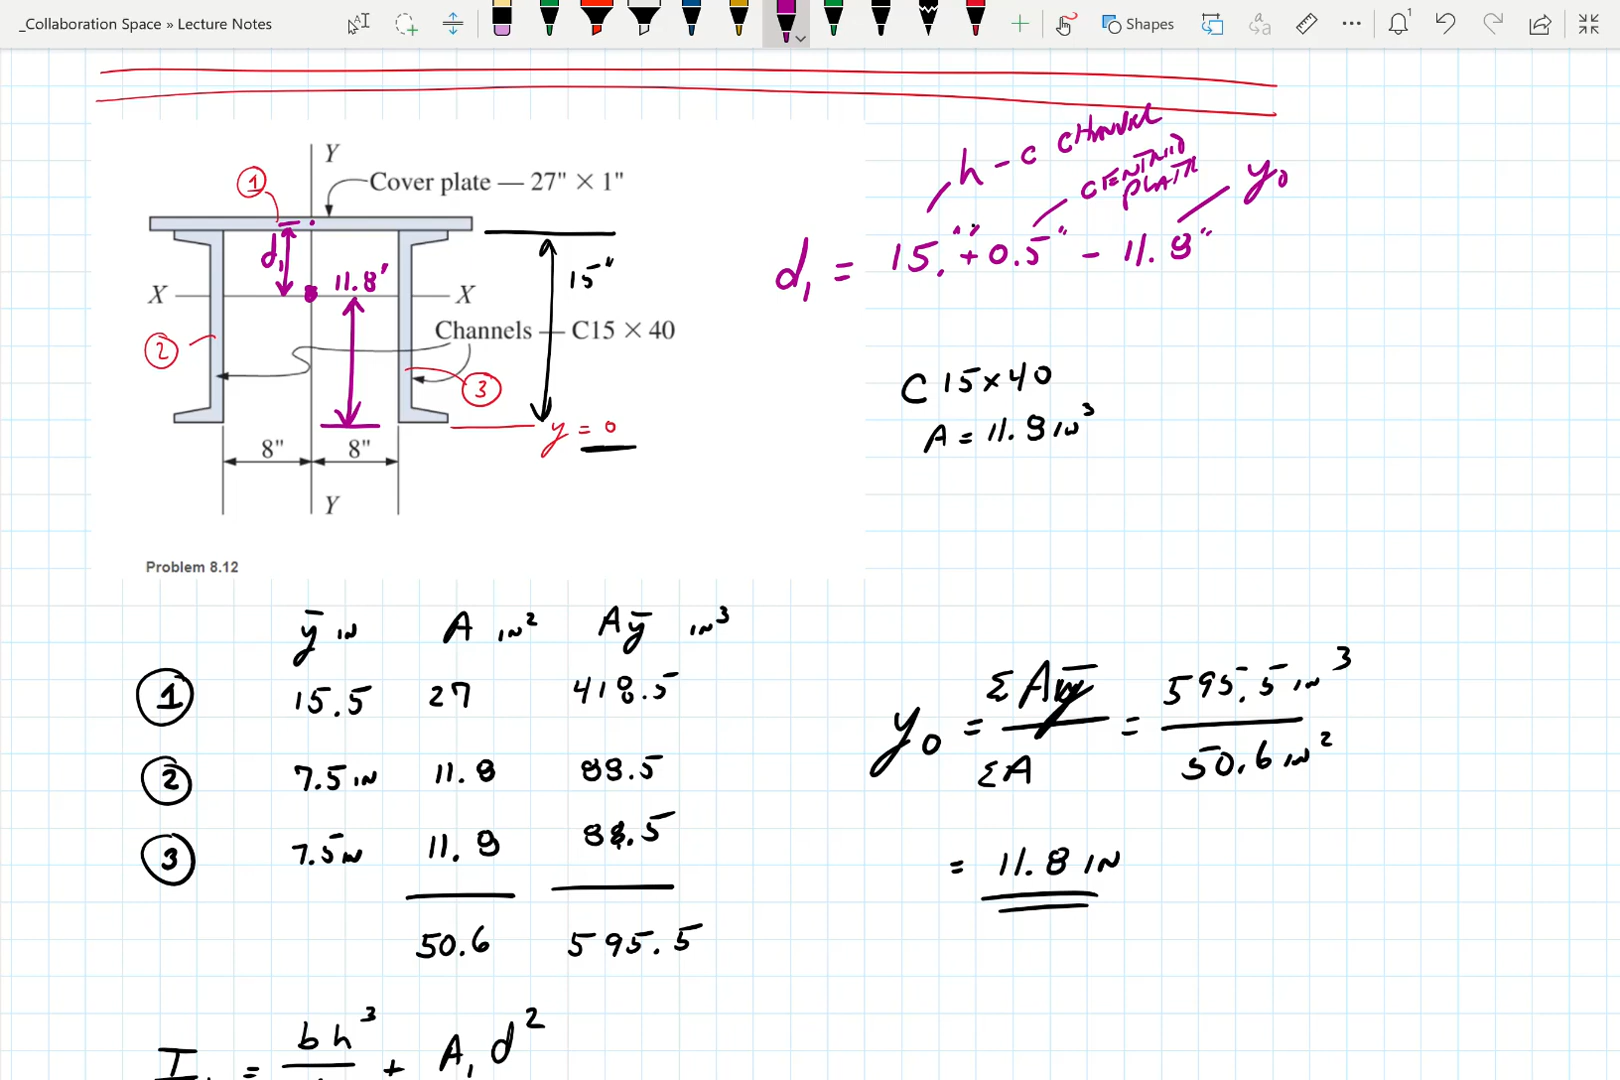 _Collaboration Space » Lecture Notes
Shapes
1
h - c CHANNEL
CENTROID
PLATE
y₀
d₁ = 15." + 0.5" - 11.8"
Y
① Cover plate — 27" × 1"
d₁ 11.8' 15"
X X
Channels — C15 × 40
② ③
y = 0
8" 8"
Y
C 15×40
A = 11.8 IN³
Problem 8.12
ȳ IN A IN² Aȳ IN³
① 15.5 27 418.5
② 7.5 IN 11.8 88.5
③ 7.5 IN 11.8 88.5
50.6 595.5
y₀ = ΣAȳ / ΣA = 595.5 IN³ / 50.6 IN²
= 11.8 IN
= bh³ + A₁ d²